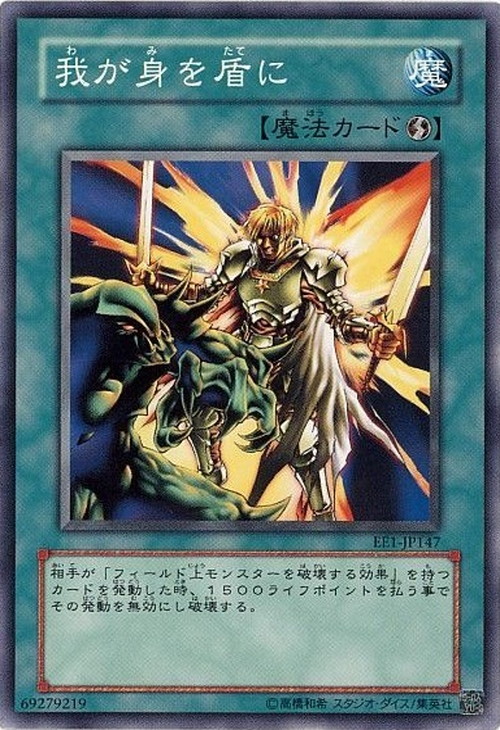 我が身を盾に
魔
【魔法カード】
EE1-JP147
相手が「フィールド上モンスターを破壊する効果」を持つ
カードを発動した時、1500ライフポイントを払う事で
その発動を無効にし破壊する。
69279219
©高橋和希 スタジオ・ダイス/集英社